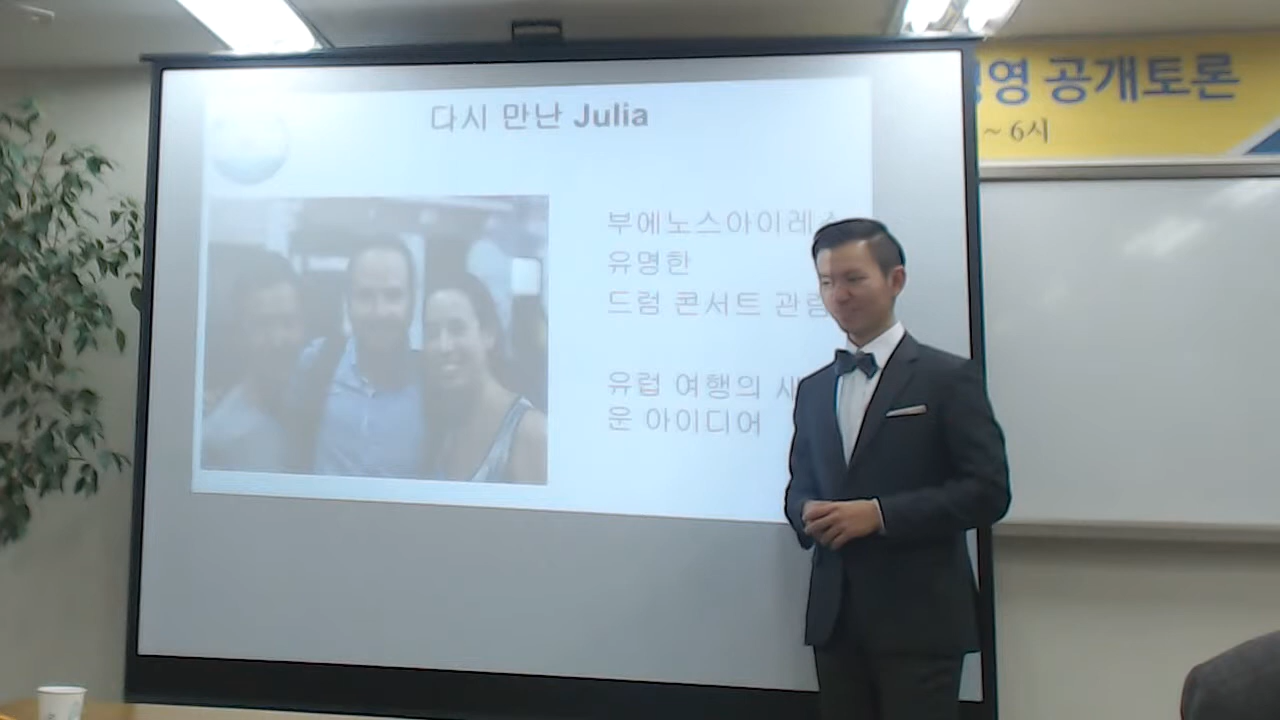 다시 만난 Julia
부에노스아이레스
유명한
드럼 콘서트 관람
유럽 여행의 새
운 아이디어
영 공개토론
~ 6시